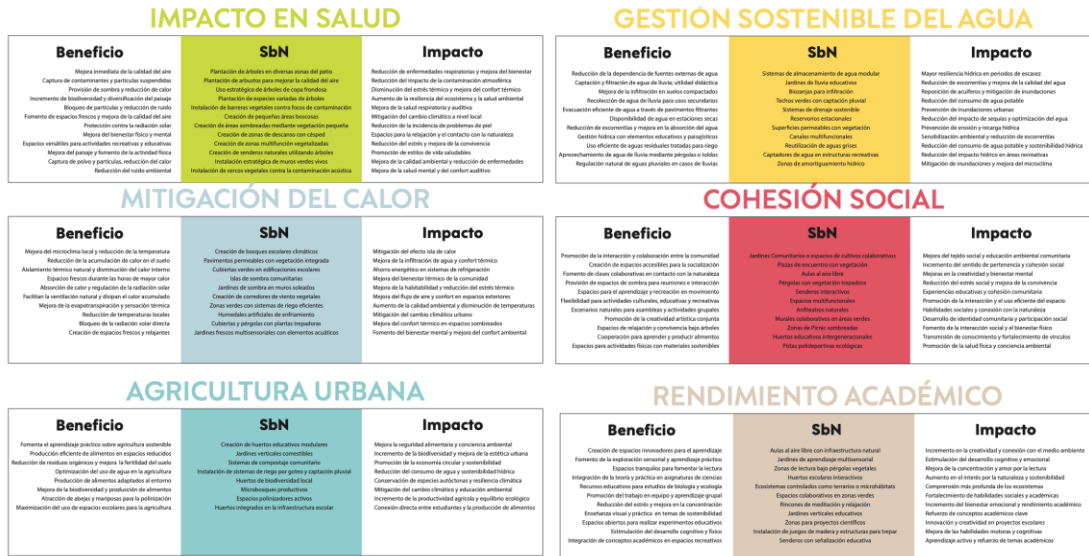 IMPACTO EN SALUD
Beneficio
Mejora inmediata de la calidad del aire
Captura de contaminantes y partículas suspendidas
Provisión de sombra y reducción de calor
Incremento de biodiversidad y diversificación del paisaje
Bloqueo de partículas y reducción de ruido
Fomento de espacios frescos y mejora de la calidad del aire
Protección contra la radiación solar
Mejora del bienestar físico y mental
Espacios versátiles para actividades recreativas y educativas
Mejora del paisaje y fomento de la actividad física
Captura de polvo y partículas, reducción del calor
Reducción del ruido ambiental
SbN
Plantación de árboles en diversas zonas del patio
Plantación de arbustos para mejorar la calidad del aire
Uso estratégico de árboles de copa frondosa
Plantación de especies variadas de árboles
Instalación de barreras vegetales contra focos de contaminación
Creación de pequeñas áreas boscosas
Creación de áreas sombreadas mediante vegetación pequeña
Creación de zonas de descanso con césped
Creación de zonas multifunción vegetalizadas
Creación de senderos naturales utilizando árboles
Instalación estratégica de muros verdes vivos
Instalación de cercos vegetales contra la contaminación acústica
Impacto
Reducción de enfermedades respiratorias y mejora del bienestar
Reducción del impacto de la contaminación atmosférica
Disminución del estrés térmico y mejora del confort térmico
Aumento de la resiliencia del ecosistema y la salud ambiental
Mejora de la salud respiratoria y auditiva
Mitigación del cambio climático a nivel local
Reducción de la incidencia de problemas de piel
Espacios para la relajación y el contacto con la naturaleza
Reducción del estrés y mejora de la convivencia
Promoción de estilos de vida saludables
Mejora de la calidad ambiental y reducción de enfermedades
Mejora de la salud mental y del confort auditivo
GESTIÓN SOSTENIBLE DEL AGUA
Beneficio
Reducción de la dependencia de fuentes externas de agua
Captación y filtración de agua de lluvia; utilidad didáctica
Mejora de la infiltración en suelos compactados
Recolección de agua de lluvia para usos secundarios
Evacuación eficiente de agua a través de pavimentos filtrantes
Disponibilidad de agua en estaciones secas
Reducción de escorrentías y mejora en la absorción del agua
Gestión hídrica con elementos educativos y paisajísticos
Uso eficiente de aguas residuales tratadas para riego
Aprovechamiento de agua de lluvia mediante pérgolas o toldos
Regulación natural de aguas pluviales en casos de lluvias
SbN
Sistemas de almacenamiento de agua modular
Jardines de lluvia educativos
Biozanjas para infiltración
Techos verdes con captación pluvial
Sistemas de drenaje sostenible
Reservorios estacionales
Superficies permeables con vegetación
Canales multifuncionales
Reutilización de aguas grises
Captadores de agua en estructuras recreativas
Zonas de amortiguamiento hídrico
Impacto
Mayor resiliencia hídrica en periodos de escasez
Reducción de escorrentías y mejora de la calidad del agua
Reposición de acuíferos y mitigación de inundaciones
Reducción del consumo de agua potable
Prevención de inundaciones urbanas
Reducción del impacto de sequías y optimización del agua
Prevención de erosión y recarga hídrica
Sensibilización ambiental y reducción de escorrentías
Reducción del consumo de agua potable y sostenibilidad hídrica
Reducción del impacto hídrico en áreas recreativas
Mitigación de inundaciones y mejora del microclima
MITIGACIÓN DEL CALOR
Beneficio
Mejora del microclima local y reducción de la temperatura
Reducción de la acumulación de calor en el suelo
Aislamiento térmico natural y disminución del calor interno
Espacios frescos durante las horas de mayor calor
Absorción de calor y regulación de la radiación solar
Facilitan la ventilación natural y disipan el calor acumulado
Mejora de la evapotranspiración y sensación térmica
Reducción de temperaturas locales
Bloqueo de la radiación solar directa
Creación de espacios frescos y relajantes
SbN
Creación de bosques escolares climáticos
Pavimentos permeables con vegetación integrada
Cubiertas verdes en edificaciones escolares
Islas de sombra comunitarias
Jardines de sombra en muros soleados
Creación de corredores de viento vegetales
Zonas verdes con sistemas de riego eficientes
Humedales artificiales de enfriamiento
Cubiertas y pérgolas con plantas trepadoras
Jardines frescos multisensoriales con elementos acuáticos
Impacto
Mitigación del efecto isla de calor
Mejora de la infiltración de agua y confort térmico
Ahorro energético en sistemas de refrigeración
Mejora del bienestar térmico de la comunidad
Mejora de la habitabilidad y reducción del estrés térmico
Mejora del flujo de aire y confort en espacios exteriores
Aumento de la calidad ambiental y disminución de temperaturas
Mitigación del cambio climático urbano
Mejora del confort térmico en espacios sombreados
Fomento del bienestar mental y mejora del confort ambiental
COHESIÓN SOCIAL
Beneficio
Promoción de la interacción y colaboración entre la comunidad
Creación de espacios accesibles para la socialización
Fomento de clases colaborativas en contacto con la naturaleza
Provisión de espacios de sombra para reuniones e interacción
Espacios para el aprendizaje y recreación en movimiento
Flexibilidad para actividades culturales, educativas y recreativas
Escenarios naturales para asambleas y actividades grupales
Promoción de la creatividad artística conjunta
Espacios de relajación y convivencia bajo árboles
Cooperación para aprender y producir alimentos
Espacios para actividades físicas con materiales sostenibles
SbN
Jardines Comunitarios o espacios de cultivos colaborativos
Plazas de encuentro con vegetación
Aulas al aire libre
Pérgolas con vegetación trepadora
Senderos interactivos
Espacios multifuncionales
Anfiteatros naturales
Murales colaborativos en áreas verdes
Zonas de Picnic sombreadas
Huertos educativos intergeneracionales
Pistas polideportivas ecológicas
Impacto
Mejora del tejido social y educación ambiental comunitaria
Incremento del sentido de pertenencia y cohesión social
Mejoras en la creatividad y bienestar mental
Reducción del estrés social y mejora de la convivencia
Experiencias educativas y cohesión comunitaria
Promoción de la interacción y el uso eficiente del espacio
Habilidades sociales y conexión con la naturaleza
Desarrollo de identidad comunitaria y participación social
Fomento de la interacción social y el bienestar físico
Transmisión de conocimiento y fortalecimiento de vínculos
Promoción de la salud física y conciencia ambiental
AGRICULTURA URBANA
Beneficio
Fomenta el aprendizaje práctico sobre agricultura sostenible
Producción eficiente de alimentos en espacios reducidos
Reducción de residuos orgánicos y mejora la fertilidad del suelo
Optimización del uso de agua en la agricultura
Producción de alimentos adaptados al entorno
Mejora de la biodiversidad y producción de alimentos
Atracción de abejas y mariposas para la polinización
Maximización del uso de espacios escolares para la agricultura
SbN
Creación de huertos educativos modulares
Jardines verticales comestibles
Sistemas de compostaje comunitario
Instalación de sistemas de riego por goteo y captación pluvial
Huertos de biodiversidad local
Microbosques productivos
Espacios polinizadores activos
Huertos integrados en la infraestructura escolar
Impacto
Mejora la seguridad alimentaria y conciencia ambiental
Incremento de la biodiversidad y mejora de la estética urbana
Promoción de la economía circular y sostenibilidad
Reducción del consumo de agua y sostenibilidad hídrica
Conservación de especies autóctonas y resiliencia climática
Mitigación del cambio climático y educación ambiental
Incremento de la productividad agrícola y equilibrio ecológico
Conexión directa entre estudiantes y la producción de alimentos
RENDIMIENTO ACADÉMICO
Beneficio
Creación de espacios innovadores para el aprendizaje
Fomento de la exploración sensorial y aprendizaje práctico
Espacios tranquilos para fomentar la lectura
Integración de la teoría y práctica en asignaturas de ciencias
Recursos educativos para estudios de biología y ecología
Promoción del trabajo en equipo y aprendizaje grupal
Reducción del estrés y mejora en la concentración
Enseñanza visual y práctica en temas de sostenibilidad
Espacios abiertos para realizar experimentos educativos
Estimulación del desarrollo cognitivo y físico
Integración de conceptos académicos en espacios recreativos
SbN
Aulas al aire libre con infraestructura natural
Jardines de aprendizaje multisensorial
Zonas de lectura bajo pérgolas vegetales
Huertos escolares interactivos
Ecosistemas controlados como terrarios o microhábitats
Espacios colaborativos en zonas verdes
Rincones de meditación y relajación
Jardines verticales educativos
Zonas para proyectos científicos
Instalación de juegos de madera y estructuras para trepar
Senderos con señalización educativa
Impacto
Incremento en la creatividad y conexión con el medio ambiente
Estimulación del desarrollo cognitivo y emocional
Mejora de la concentración y amor por la lectura
Aumento en el interés por la naturaleza y sostenibilidad
Comprensión más profunda de los ecosistemas
Fortalecimiento de habilidades sociales y académicas
Incremento del bienestar emocional y rendimiento académico
Refuerzo de conceptos académicos clave
Innovación y creatividad en proyectos escolares
Mejora de las habilidades motoras y cognitivas
Aprendizaje activo y refuerzo de temas académicos